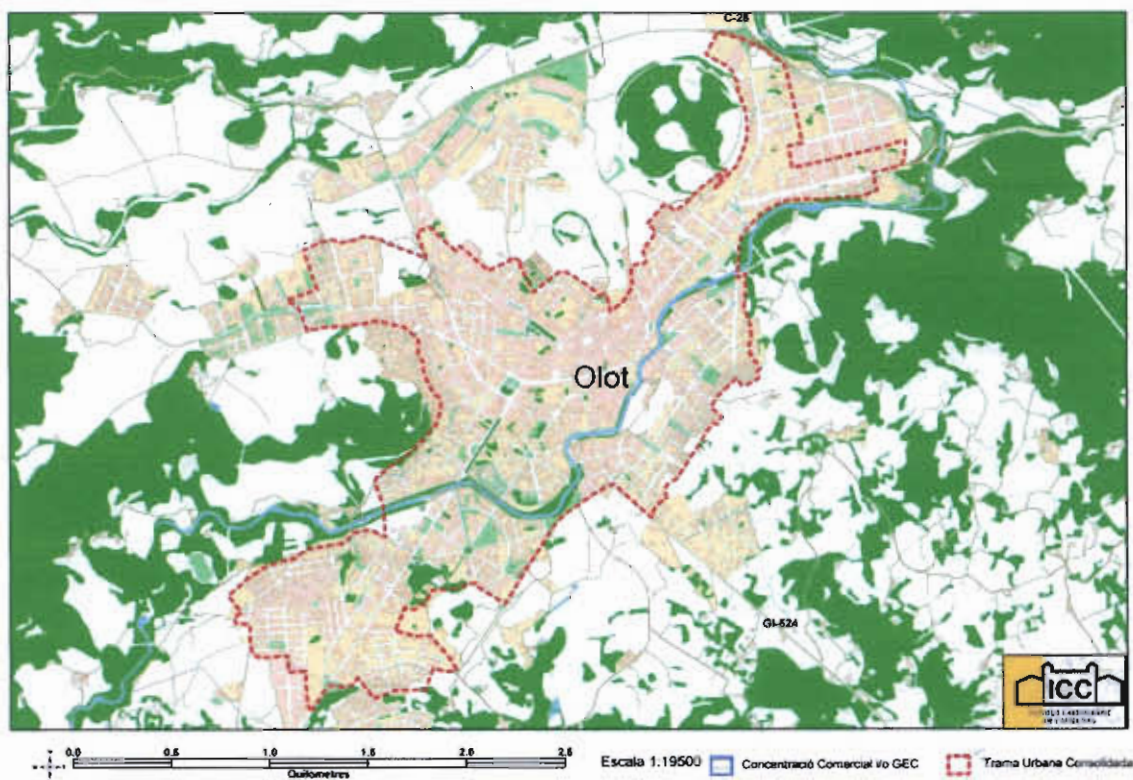 C-26
Olot
GI-524
ICC
0.0 0.5 1.0 1.5 2.0 2.5
Quilometres
Escala 1:19500 Concentració Comercial i/o GEC Trama Urbana Consolidada